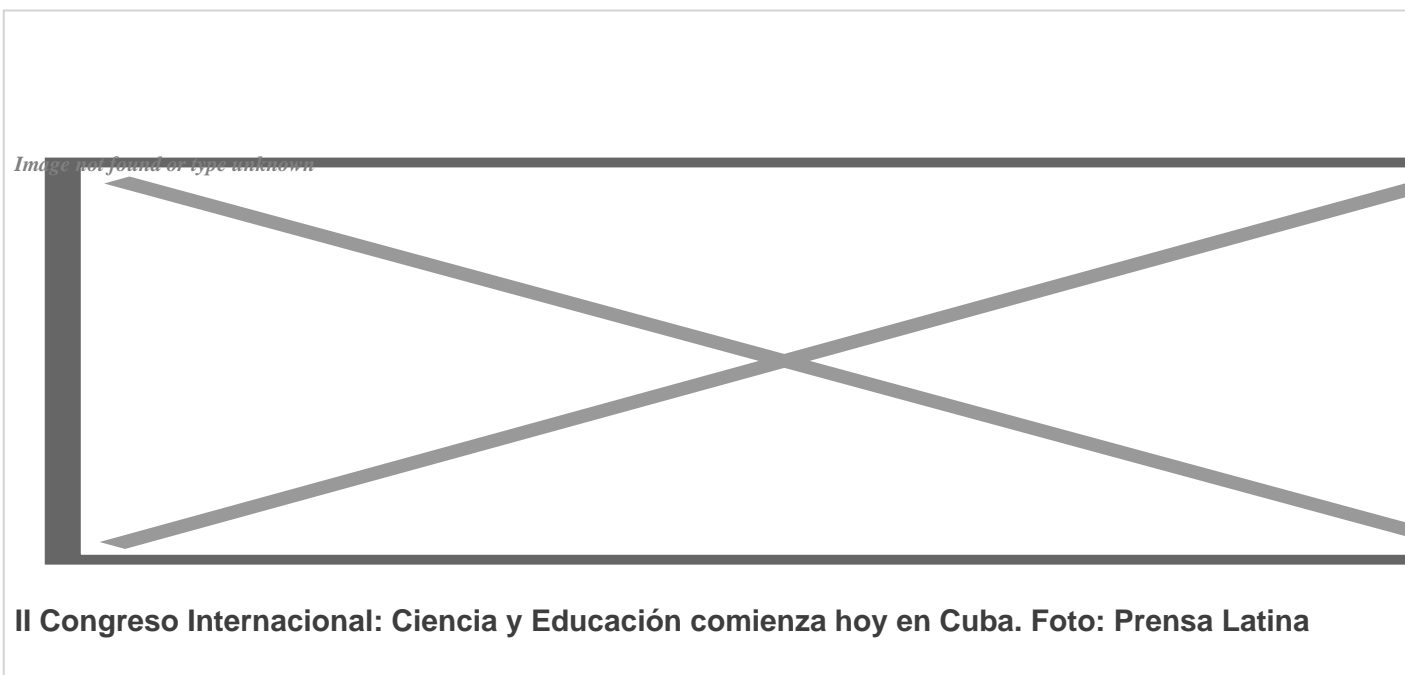 Image not found or type unknown
II Congreso Internacional: Ciencia y Educación comienza hoy en Cuba. Foto: Prensa Latina